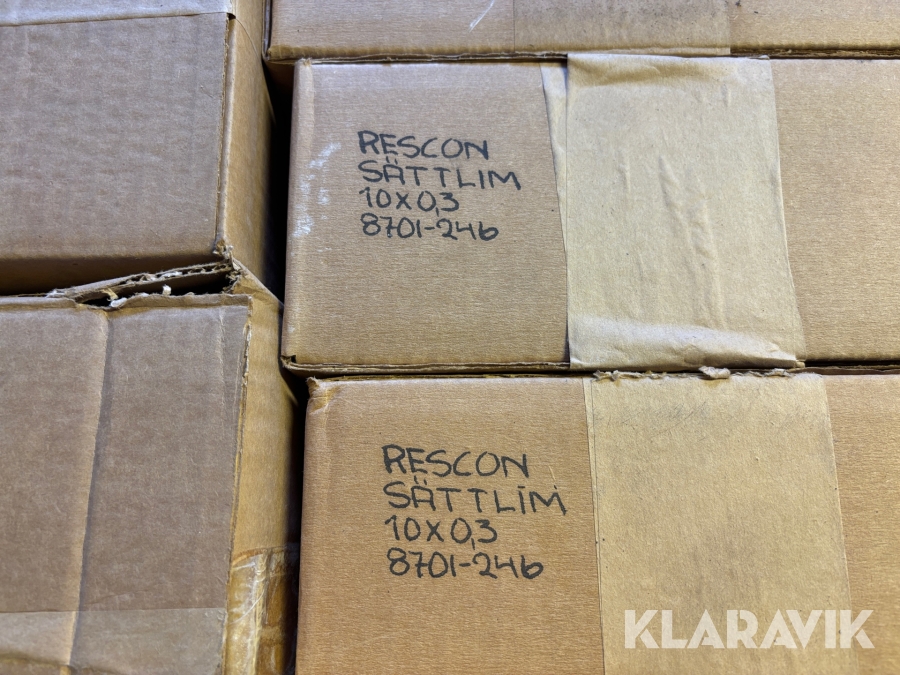 RESCON
SÄTTLIM
10X0,3
8701-246
RESCON
SÄTTLIM
10X0,3
8701-246
KLARAVIK